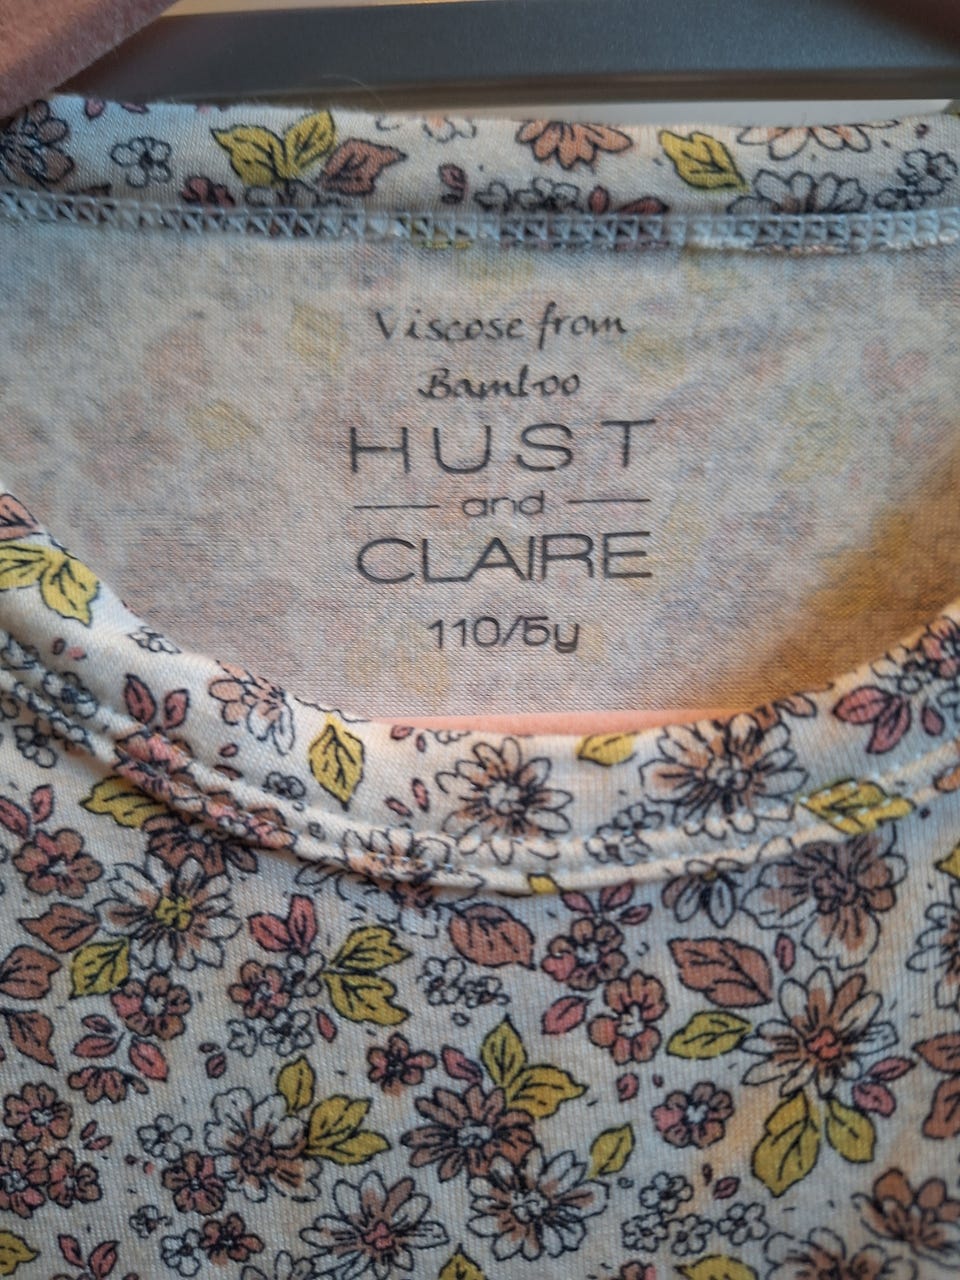 Viscose from
Bamboo
HUST
and
CLAIRE
110/5y